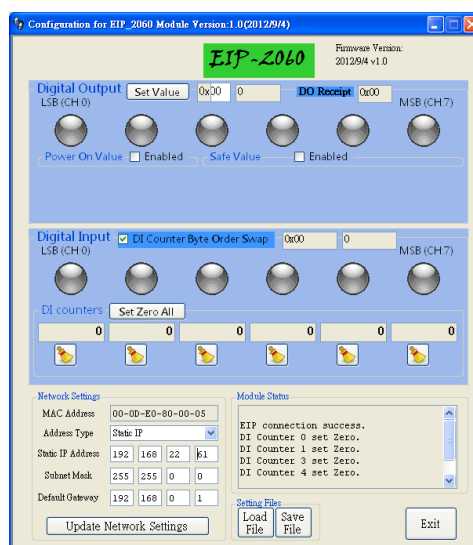 Configuration for EIP_2060 Module Version:1.0(2012/9/4)
EIP-2060
Firmware Version:
2012/9/4 v1.0
Digital Output Set Value 0x00 0 DO Receipt 0x00
LSB (CH:0) MSB (CH:7)
Power On Value Enabled Safe Value Enabled
Digital Input DI Counter Byte Order Swap 0x00 0
LSB (CH:0) MSB (CH:7)
DI counters Set Zero All
0 0 0 0 0 0
Network Settings
MAC Address 00-0D-E0-80-00-05
Address Type Static IP
Static IP Address 192 168 22 61
Subnet Mask 255 255 0 0
Default Gateway 192 168 0 1
Update Network Settings
Module Status
EIP connection success.
DI Counter 0 set Zero.
DI Counter 1 set Zero.
DI Counter 3 set Zero.
DI Counter 4 set Zero.
Setting Files
Load File
Save File
Exit